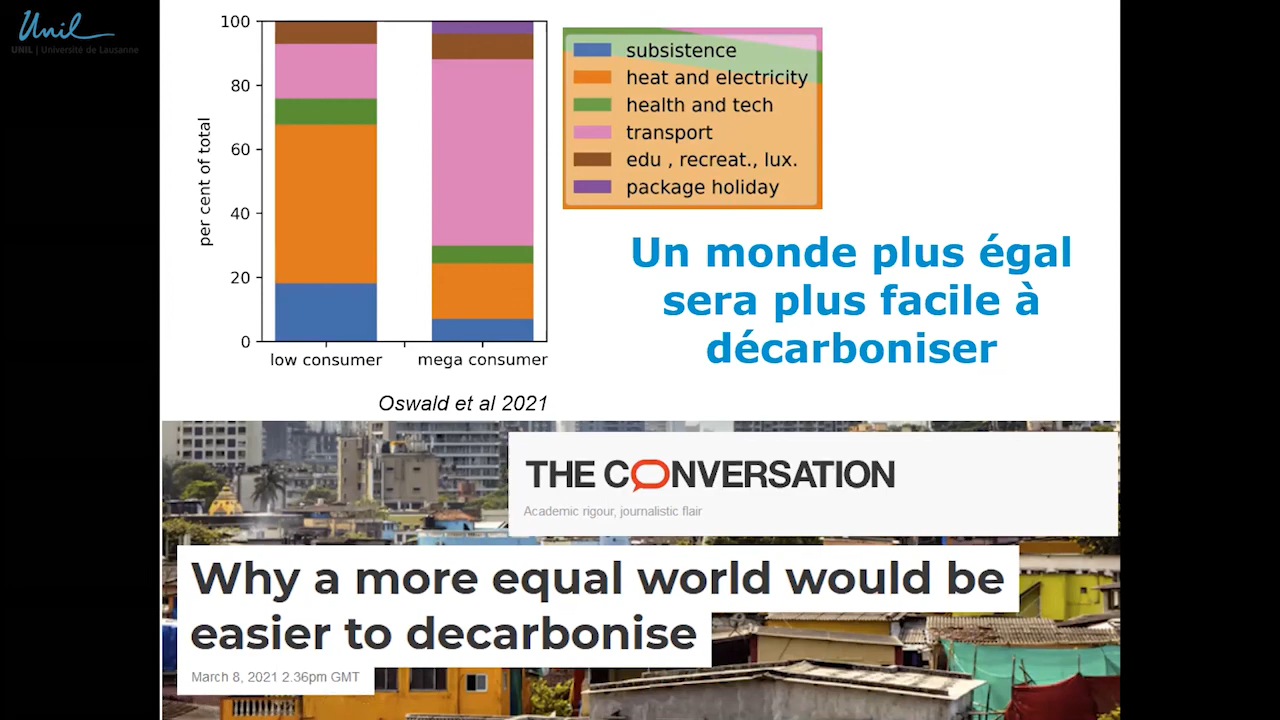 Unil
UNIL | Université de Lausanne
per cent of total
100
80
60
40
20
0
low consumer
mega consumer
subsistence
heat and electricity
health and tech
transport
edu , recreat., lux.
package holiday
Un monde plus égal
sera plus facile à
décarboniser
Oswald et al 2021
THE CONVERSATION
Academic rigour, journalistic flair
Why a more equal world would be
easier to decarbonise
March 8, 2021 2.36pm GMT